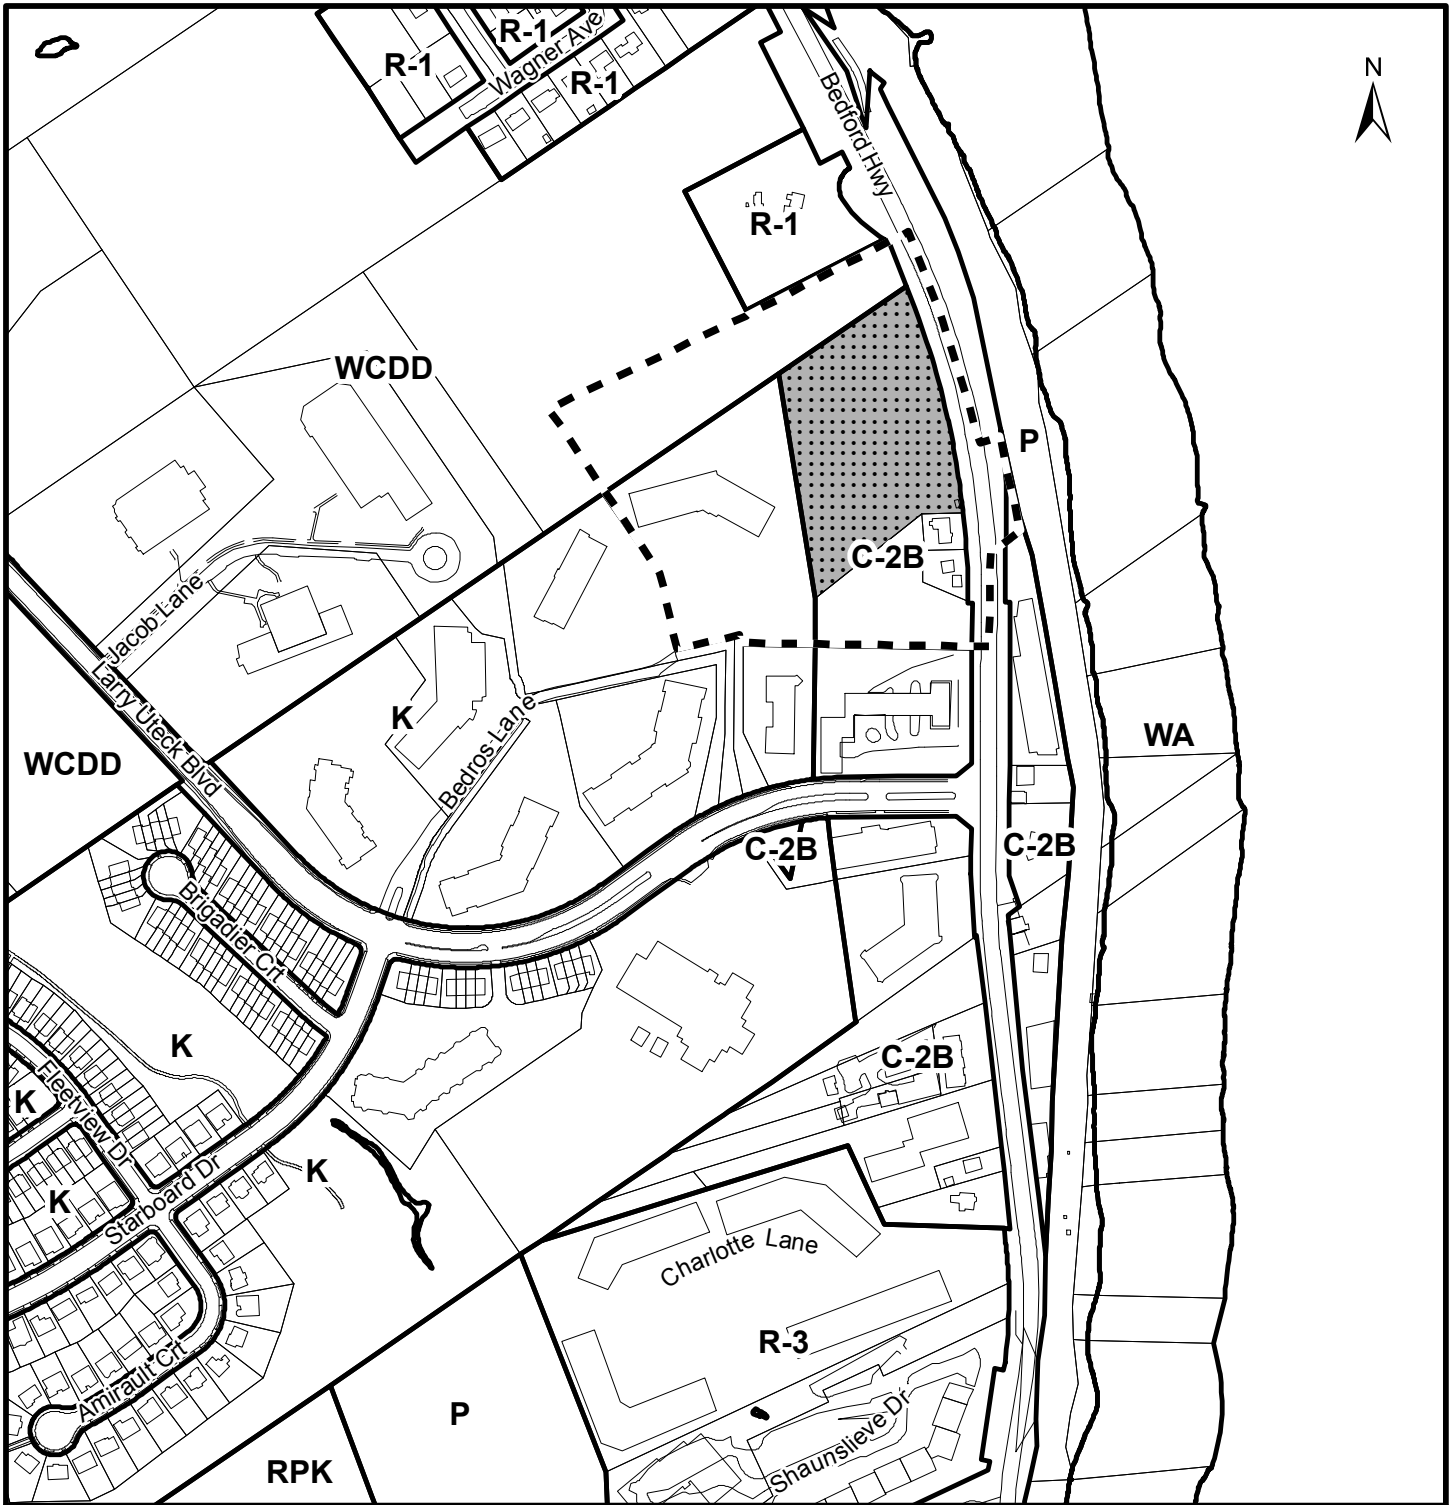 R-1
R-1
Wagner Ave
R-1
N
Bedford Hwy
R-1
WCDD
P
C-2B
Jacob Lane
Larry Uteck Blvd
K
Bedros Lane
WCDD
WA
C-2B
C-2B
Brigadier Crt
K
C-2B
Fleetview Dr
K
K
K
Starboard Dr
Charlotte Lane
R-3
Amirault Crt
P
Shaunslieve Dr
RPK